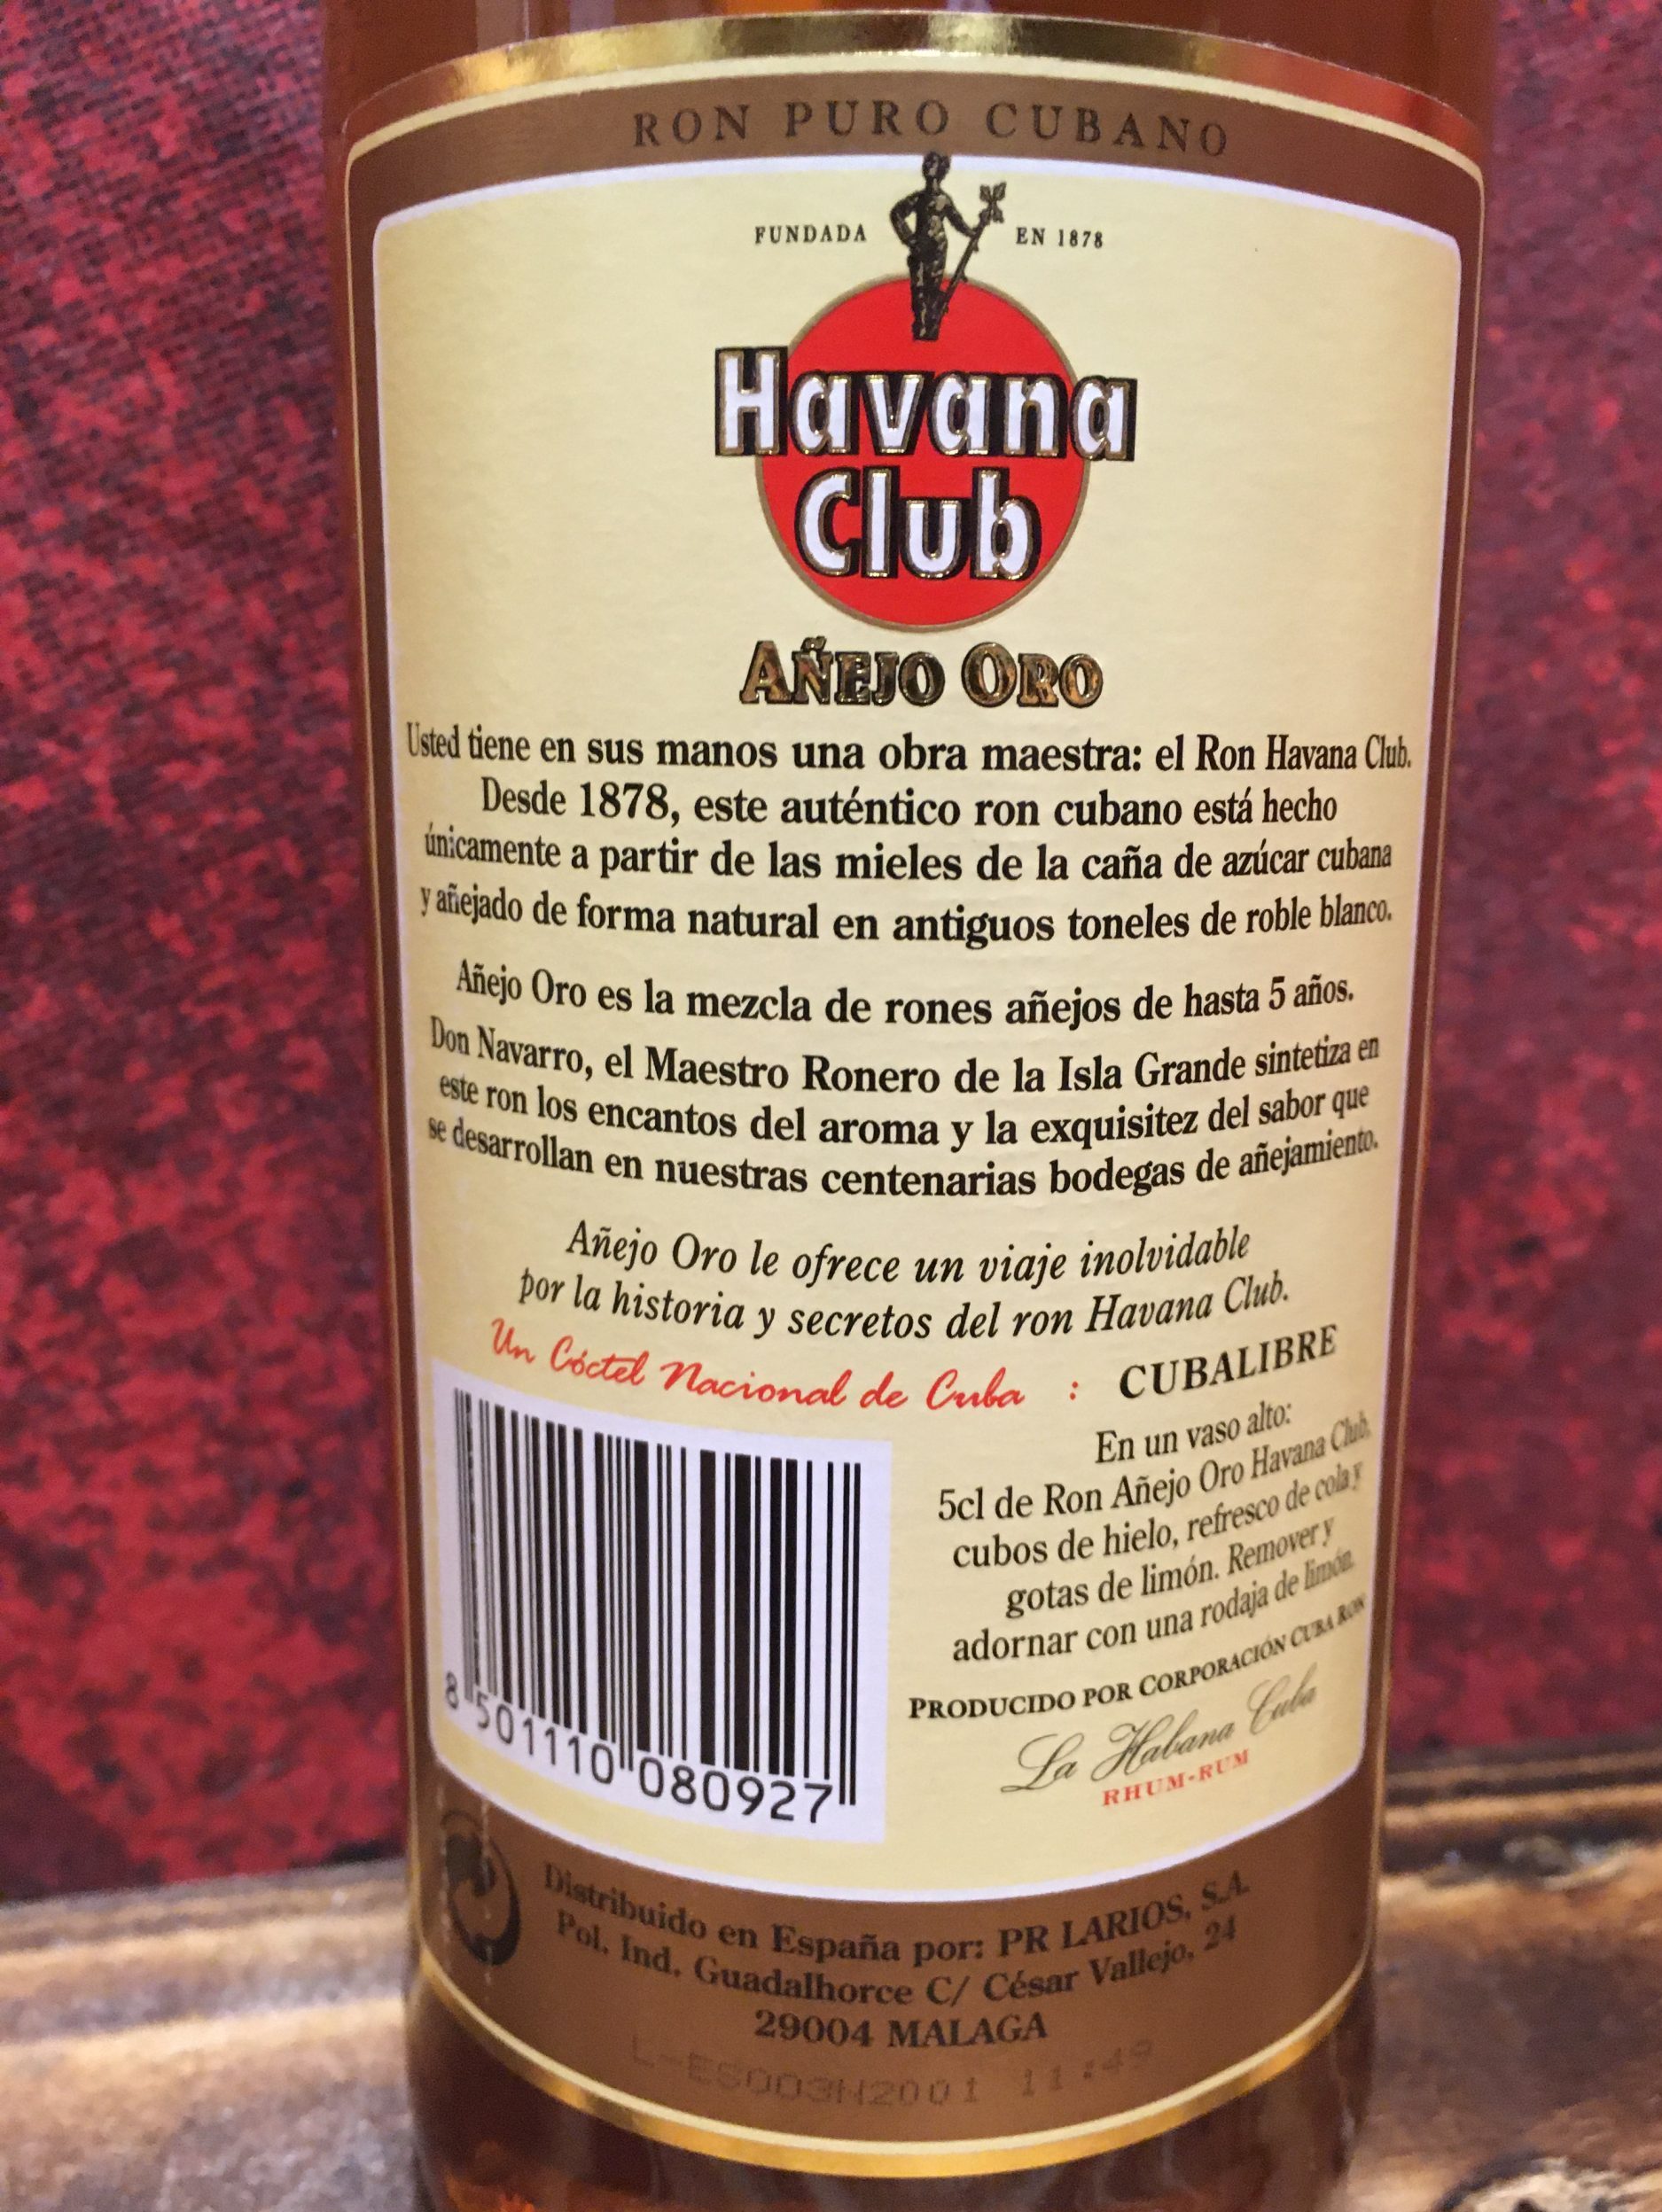 RON PURO CUBANO
FUNDADA EN 1878
Havana
Club
AÑEJO ORO
Usted tiene en sus manos una obra maestra: el Ron Havana Club.
Desde 1878, este auténtico ron cubano está hecho
únicamente a partir de las mieles de la caña de azúcar cubana
y añejado de forma natural en antiguos toneles de roble blanco.
Añejo Oro es la mezcla de rones añejos de hasta 5 años.
Don Navarro, el Maestro Ronero de la Isla Grande sintetiza en
este ron los encantos del aroma y la exquisitez del sabor que
se desarrollan en nuestras centenarias bodegas de añejamiento.
Añejo Oro le ofrece un viaje inolvidable
por la historia y secretos del ron Havana Club.
Un Cóctel Nacional de Cuba : CUBALIBRE
En un vaso alto:
5cl de Ron Añejo Oro Havana Club,
cubos de hielo, refresco de cola y
gotas de limón. Remover y
adornar con una rodaja de limón.
PRODUCIDO POR CORPORACIÓN CUBA RON
La Habana Cuba
RHUM-RUM
8 501110 080927
Distribuido en España por: PR LARIOS, S.A.
Pol. Ind. Guadalhorce C/ César Vallejo, 24
29004 MALAGA
L-ES003H2001 11:49